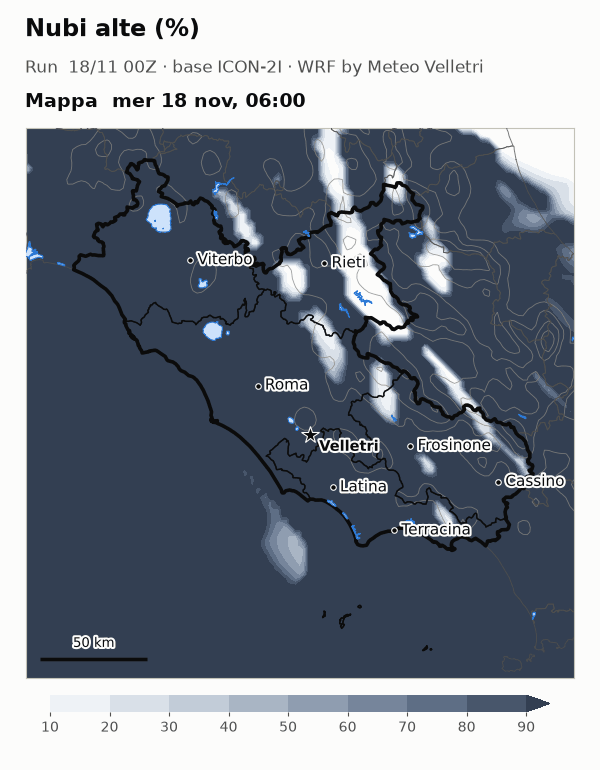 Nubi alte (%)
Run 18/11 00Z · base ICON-2I · WRF by Meteo Velletri
Mappa mer 18 nov, 06:00
Viterbo
Rieti
Roma
Velletri
Frosinone
Cassino
Latina
Terracina
50 km
10 20 30 40 50 60 70 80 90